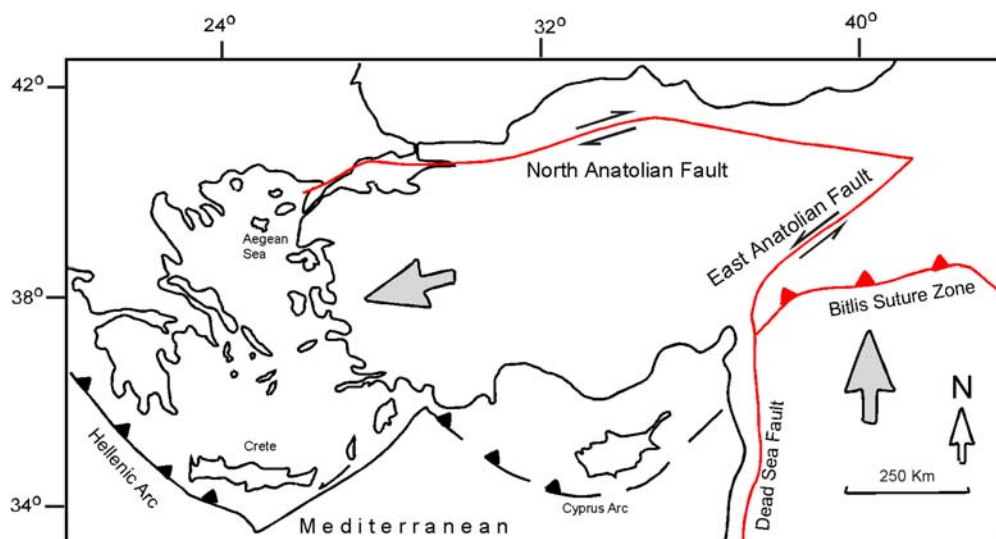 24°
32°
40°
42°
North Anatolian Fault
East Anatolian Fault
Aegean
Sea
38°
Bitlis Suture Zone
N
Crete
Hellenic Arc
Dead Sea Fault
250 Km
34°
Cyprus Arc
Mediterranean